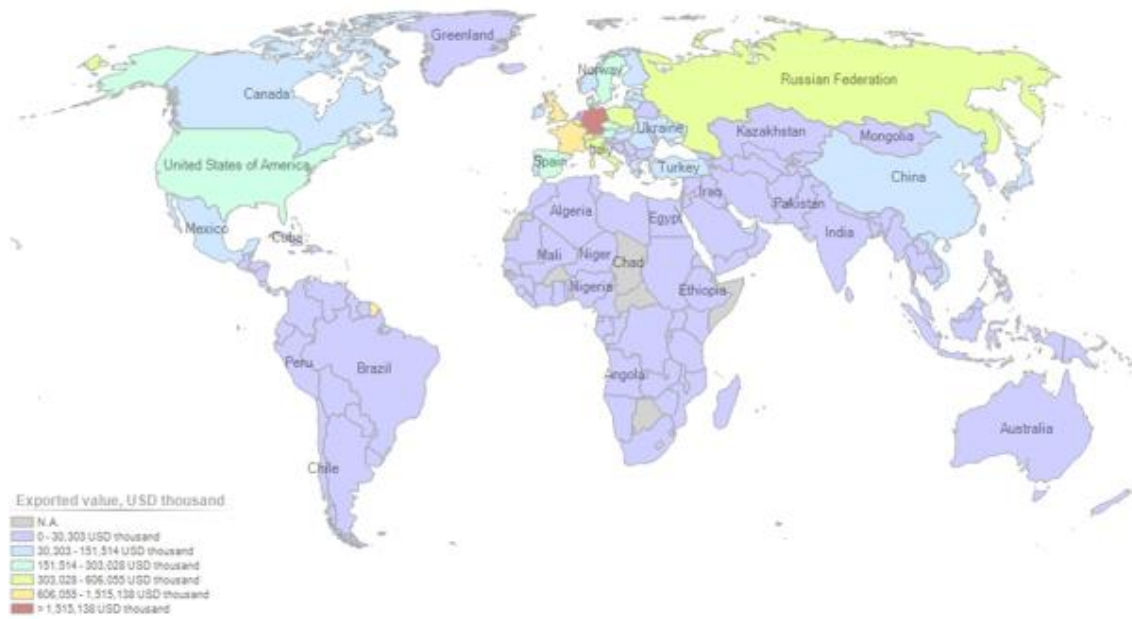 Greenland
Norway
Russian Federation
Canada
Ukraine
Kazakhstan
Mongolia
Italy
United States of America
Spain
Turkey
China
Iraq
Pakistan
Algeria
Egypt
Mexico
Cuba
India
Mali
Niger
Chad
Nigeria
Ethiopia
Peru
Brazil
Angola
Australia
Chile
Exported value, USD thousand
N.A.
0 - 30,303 USD thousand
30,303 - 151,514 USD thousand
151,514 - 303,028 USD thousand
303,028 - 606,055 USD thousand
606,055 - 1,515,138 USD thousand
> 1,515,138 USD thousand